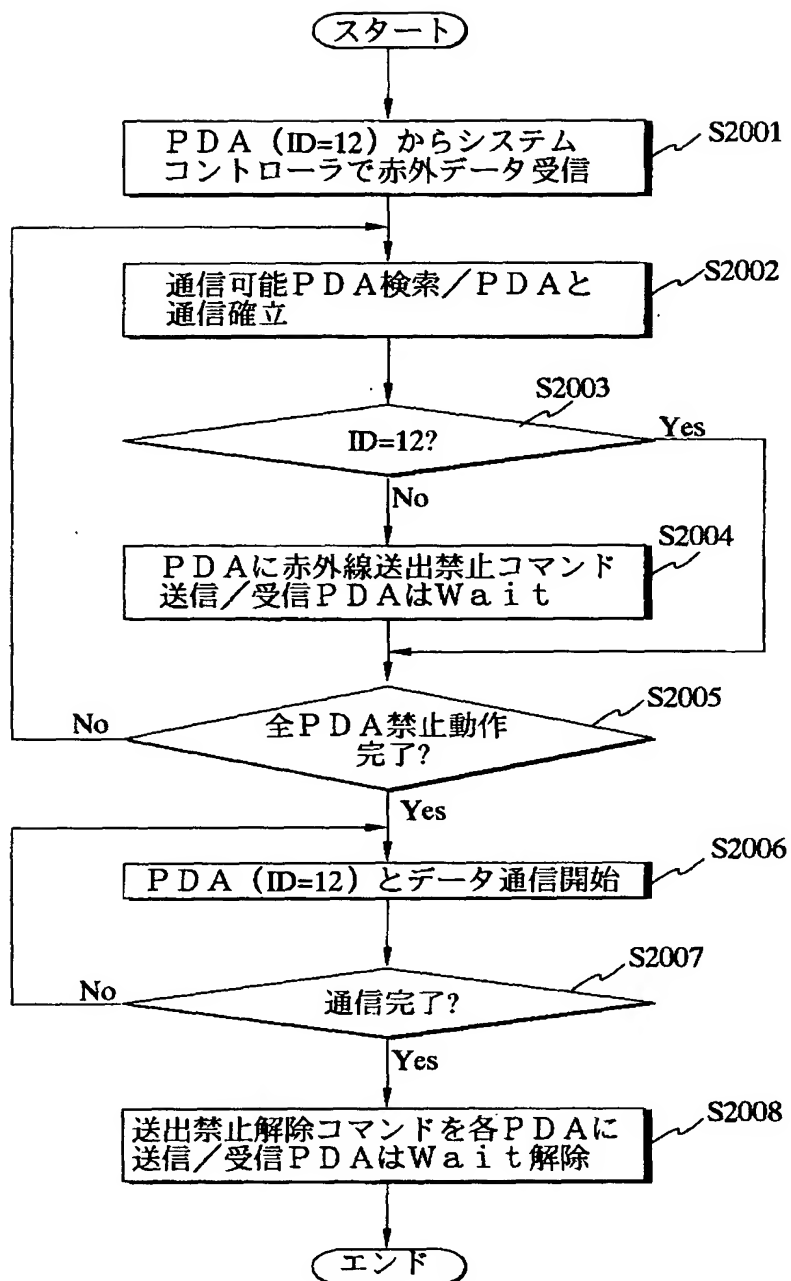 スタート
S2001
PDA(ID=12)からシステム
コントローラで赤外データ受信
S2002
通信可能PDA検索/PDAと
通信確立
S2003
ID=12?
Yes
No
S2004
PDAに赤外線送出禁止コマンド
送信/受信PDAはWait
S2005
No
全PDA禁止動作
完了?
Yes
S2006
PDA(ID=12)とデータ通信開始
S2007
No
通信完了?
Yes
S2008
送出禁止解除コマンドを各PDAに
送信/受信PDAはWait解除
エンド